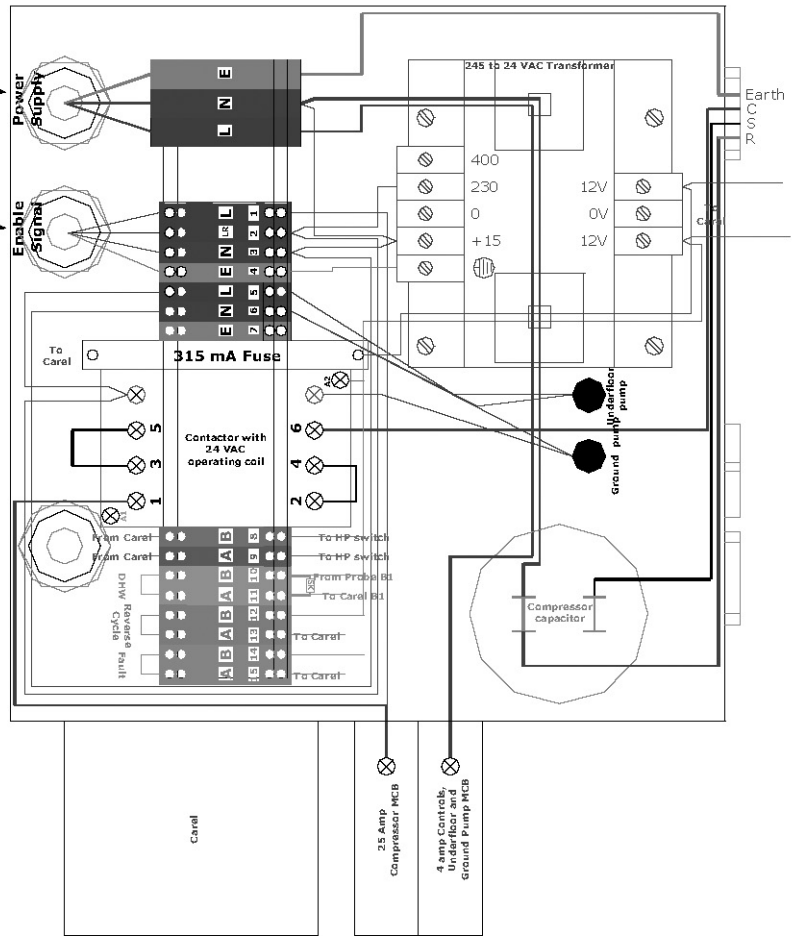 Power
Supply
E
N
L
245 to 24 VAC Transformer
Earth
C
S
R
400
230
0
+15
12V
0V
12V
To
Carel
Enable
Signal
L 1
LR 2
N 3
E 4
L 5
N 6
E 7
To
Carel
315 mA Fuse
A2
5
3
1
Contactor with
24 VAC
operating coil
6
4
2
A1
Underfloor
pump
Ground pump
From Carel B 8 To HP switch
From Carel A 9 To HP switch
DHW B 10 From Probe B1
A 11 To Carel B1
Reverse
Cycle
B 12
A 13 To Carel
Fault B 14
A 15 To Carel
Compressor
capacitor
Carel
25 Amp
Compressor MCB
4 amp Controls,
Underfloor and
Ground Pump MCB